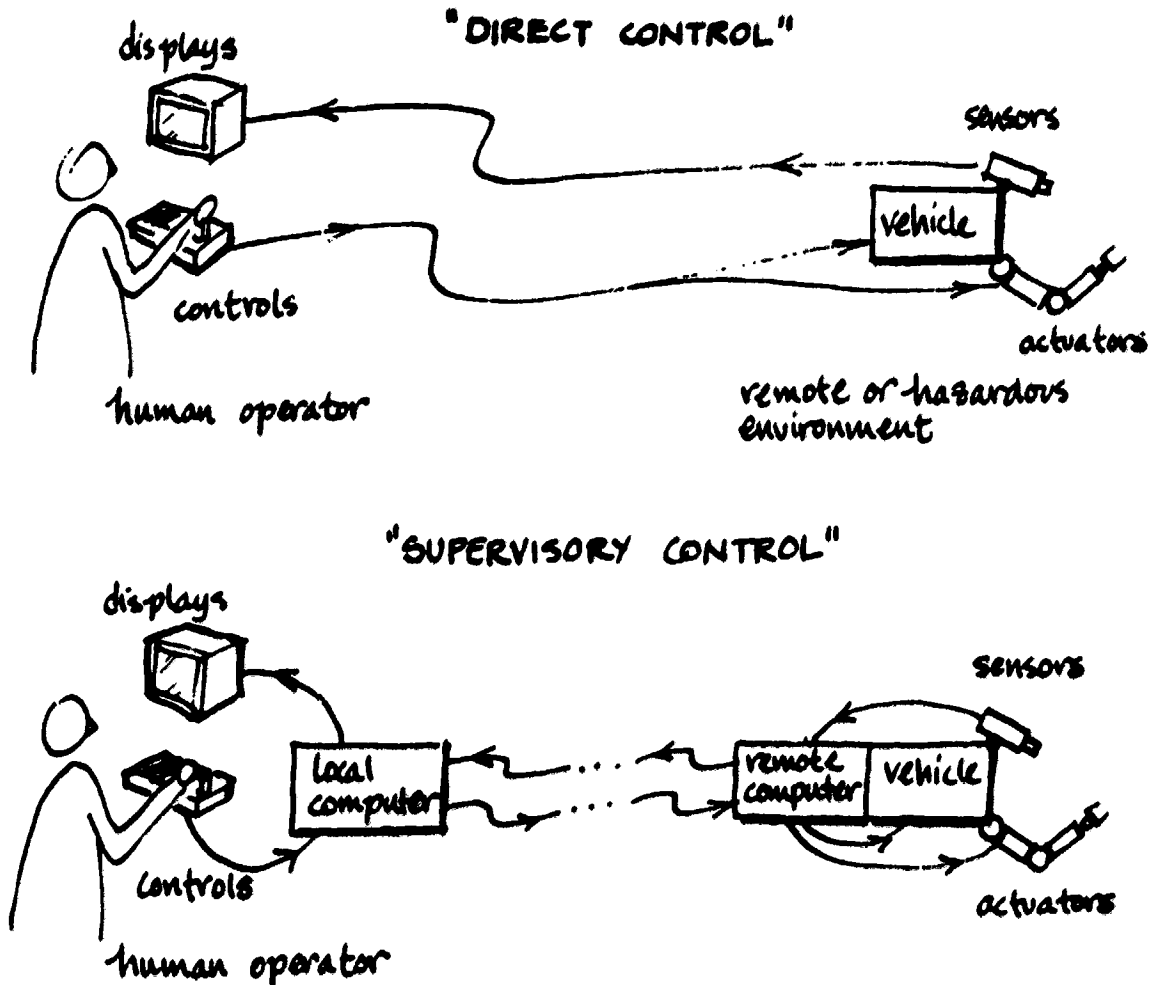 "DIRECT CONTROL"
displays
sensors
vehicle
controls
actuators
human operator
remote or hazardous
environment
"SUPERVISORY CONTROL"
displays
sensors
local
computer
remote
computer
vehicle
controls
actuators
human operator